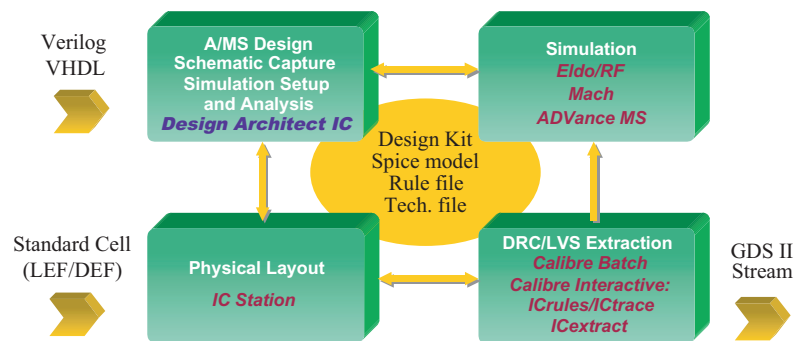 Verilog
VHDL
A/MS Design
Schematic Capture
Simulation Setup
and Analysis
Design Architect IC
Simulation
Eldo/RF
Mach
ADVance MS
Design Kit
Spice model
Rule file
Tech. file
Standard Cell
(LEF/DEF)
Physical Layout
IC Station
DRC/LVS Extraction
Calibre Batch
Calibre Interactive:
ICrules/ICtrace
ICextract
GDS II
Stream